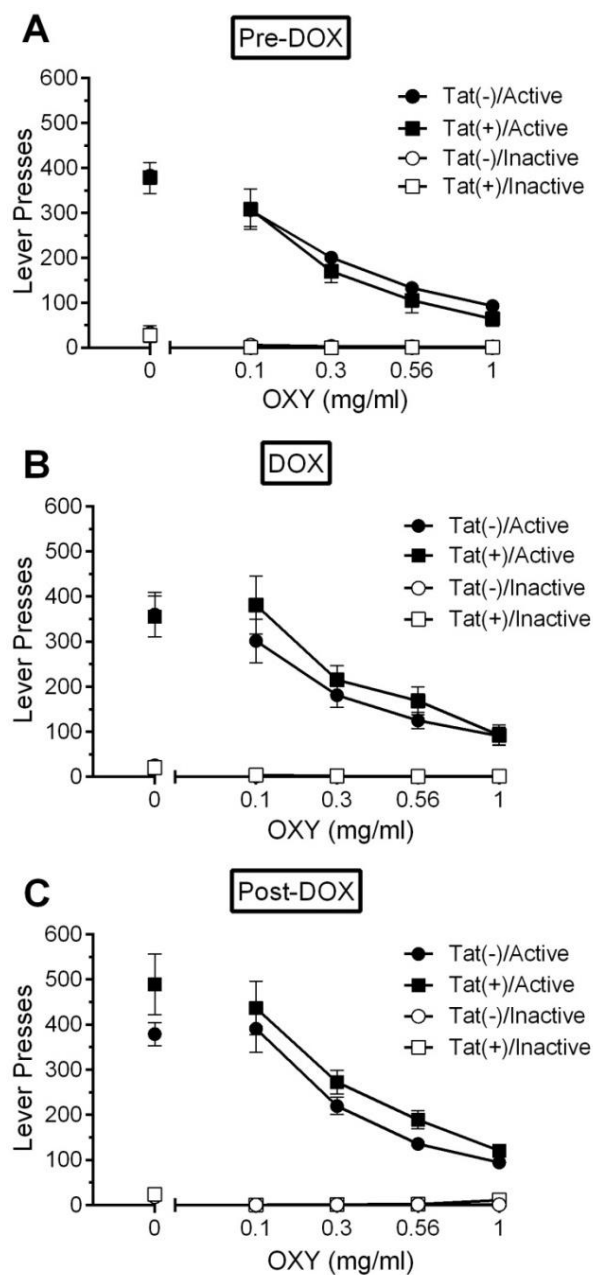 A
Pre-DOX
600
500
400
300
200
100
0
Lever Presses
Tat(-)/Active
Tat(+)/Active
Tat(-)/Inactive
Tat(+)/Inactive
0 0.1 0.3 0.56 1
OXY (mg/ml)
B
DOX
600
500
400
300
200
100
0
Lever Presses
Tat(-)/Active
Tat(+)/Active
Tat(-)/Inactive
Tat(+)/Inactive
0 0.1 0.3 0.56 1
OXY (mg/ml)
C
Post-DOX
600
500
400
300
200
100
0
Lever Presses
Tat(-)/Active
Tat(+)/Active
Tat(-)/Inactive
Tat(+)/Inactive
0 0.1 0.3 0.56 1
OXY (mg/ml)